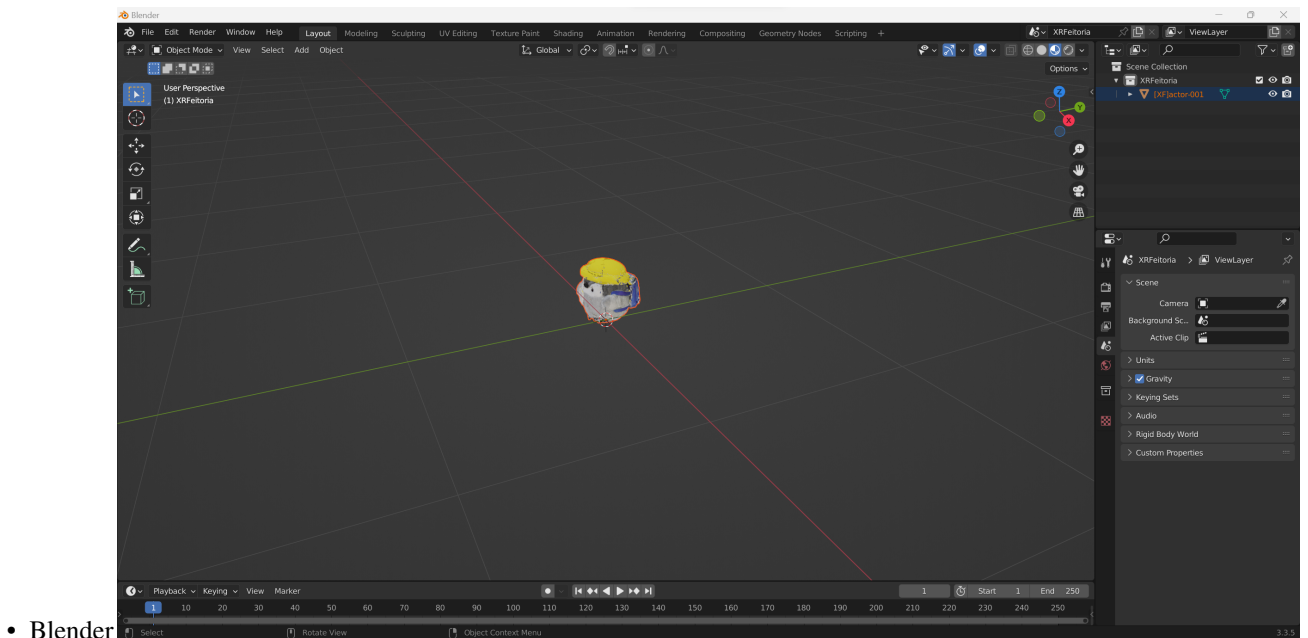 Blender
File Edit Render Window Help Layout Modeling Sculpting UV Editing Texture Paint Shading Animation Rendering Compositing Geometry Nodes Scripting + XRFeitoria ViewLayer
Object Mode View Select Add Object Global
Options
User Perspective
(1) XRFeitoria
Z
Y
X
Scene Collection
XRFeitoria
[XF]actor-001
XRFeitoria > ViewLayer
Scene
Camera
Background Sc...
Active Clip
Units
Gravity
Keying Sets
Audio
Rigid Body World
Custom Properties
Playback Keying View Marker 1 Start 1 End 250
1 10 20 30 40 50 60 70 80 90 100 110 120 130 140 150 160 170 180 190 200 210 220 230 240 250
Select Rotate View Object Context Menu 3.3.5
• Blender